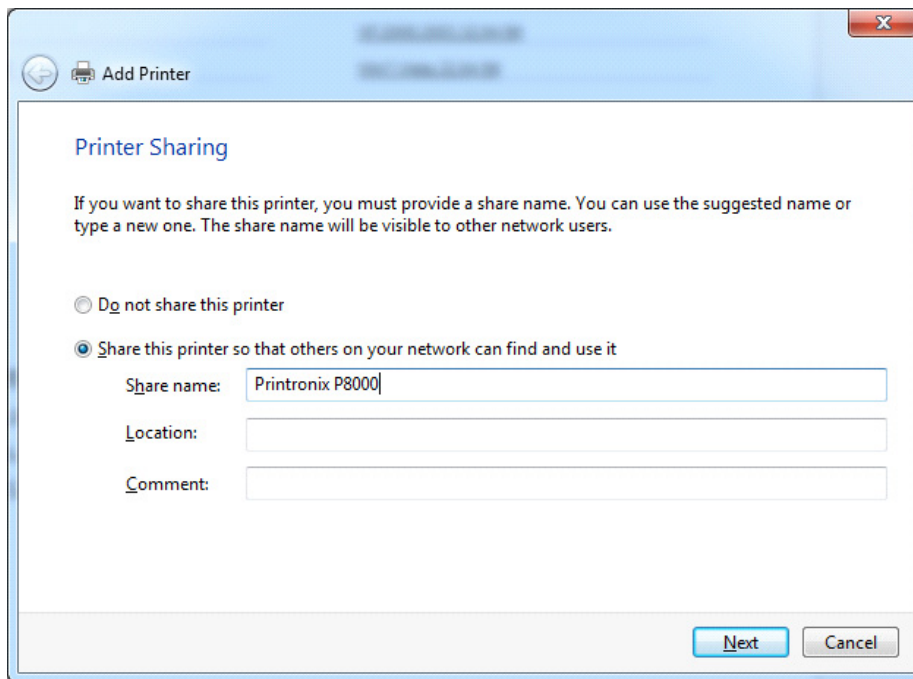 Add Printer
Printer Sharing
If you want to share this printer, you must provide a share name. You can use the suggested name or
type a new one. The share name will be visible to other network users.
Do not share this printer
Share this printer so that others on your network can find and use it
Share name: Printronix P8000
Location:
Comment:
Next Cancel